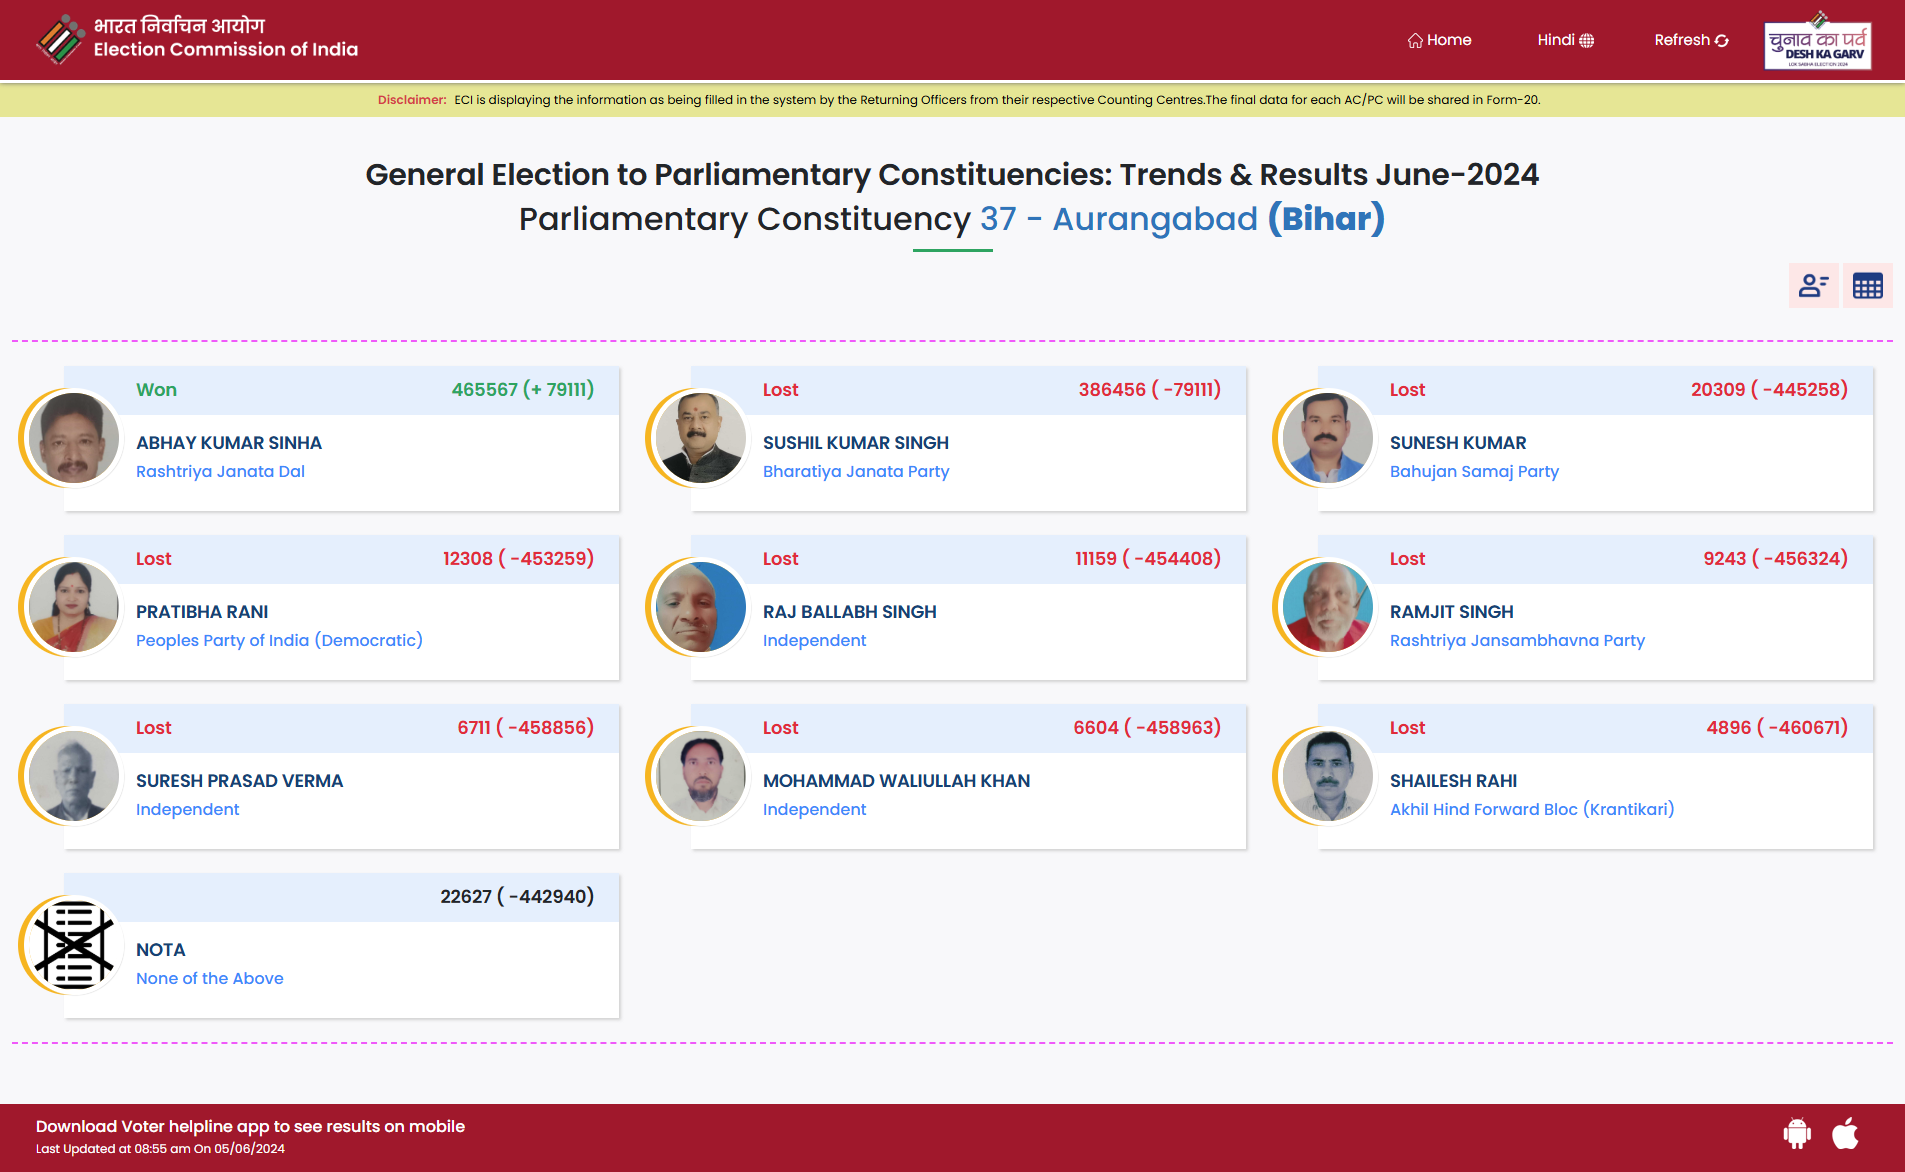 भारत निर्वाचन आयोग
Election Commission of India
Home
Hindi
Refresh
चुनाव का पर्व
DESH KA GARV
LOK SABHA ELECTION 2024
Disclaimer: ECI is displaying the information as being filled in the system by the Returning Officers from their respective Counting Centres.The final data for each AC/PC will be shared in Form-20.
General Election to Parliamentary Constituencies: Trends & Results June-2024
Parliamentary Constituency 37 - Aurangabad (Bihar)
Won 465567 (+ 79111)
ABHAY KUMAR SINHA
Rashtriya Janata Dal
Lost 386456 ( -79111)
SUSHIL KUMAR SINGH
Bharatiya Janata Party
Lost 20309 ( -445258)
SUNESH KUMAR
Bahujan Samaj Party
Lost 12308 ( -453259)
PRATIBHA RANI
Peoples Party of India (Democratic)
Lost 11159 ( -454408)
RAJ BALLABH SINGH
Independent
Lost 9243 ( -456324)
RAMJIT SINGH
Rashtriya Jansambhavna Party
Lost 6711 ( -458856)
SURESH PRASAD VERMA
Independent
Lost 6604 ( -458963)
MOHAMMAD WALIULLAH KHAN
Independent
Lost 4896 ( -460671)
SHAILESH RAHI
Akhil Hind Forward Bloc (Krantikari)
22627 ( -442940)
NOTA
None of the Above
Download Voter helpline app to see results on mobile
Last Updated at 08:55 am On 05/06/2024